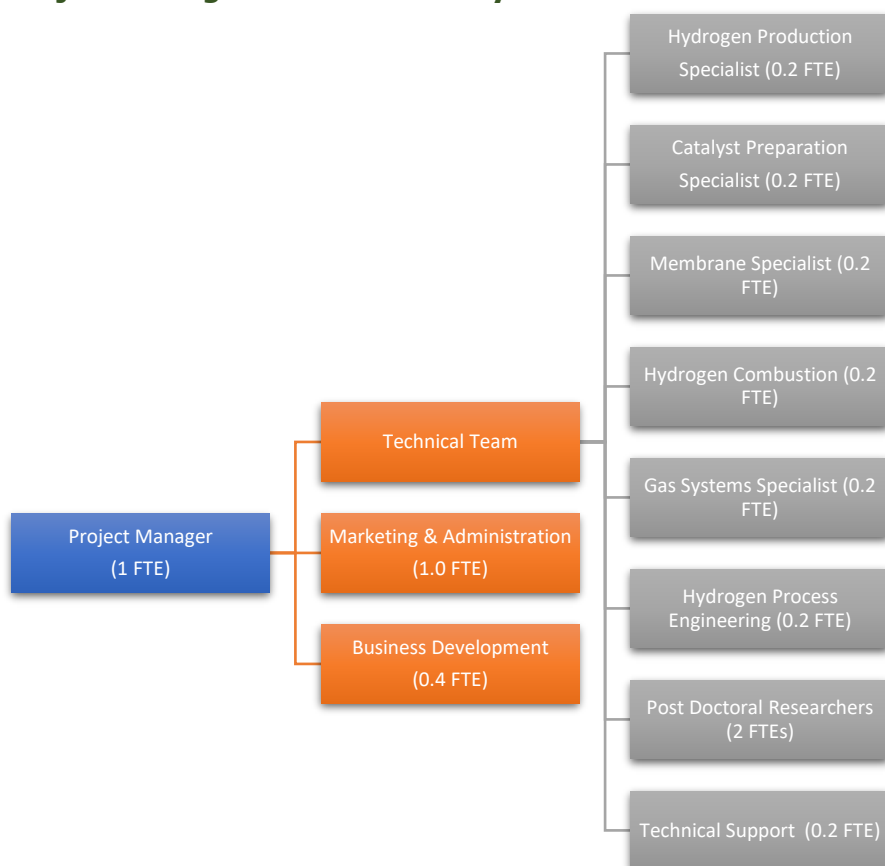 Hydrogen Production
Specialist (0.2 FTE)
Catalyst Preparation
Specialist (0.2 FTE)
Membrane Specialist (0.2
FTE)
Hydrogen Combustion (0.2
FTE)
Technical Team
Gas Systems Specialist (0.2
FTE)
Project Manager
(1 FTE)
Marketing & Administration
(1.0 FTE)
Hydrogen Process
Engineering (0.2 FTE)
Business Development
(0.4 FTE)
Post Doctoral Researchers
(2 FTEs)
Technical Support (0.2 FTE)